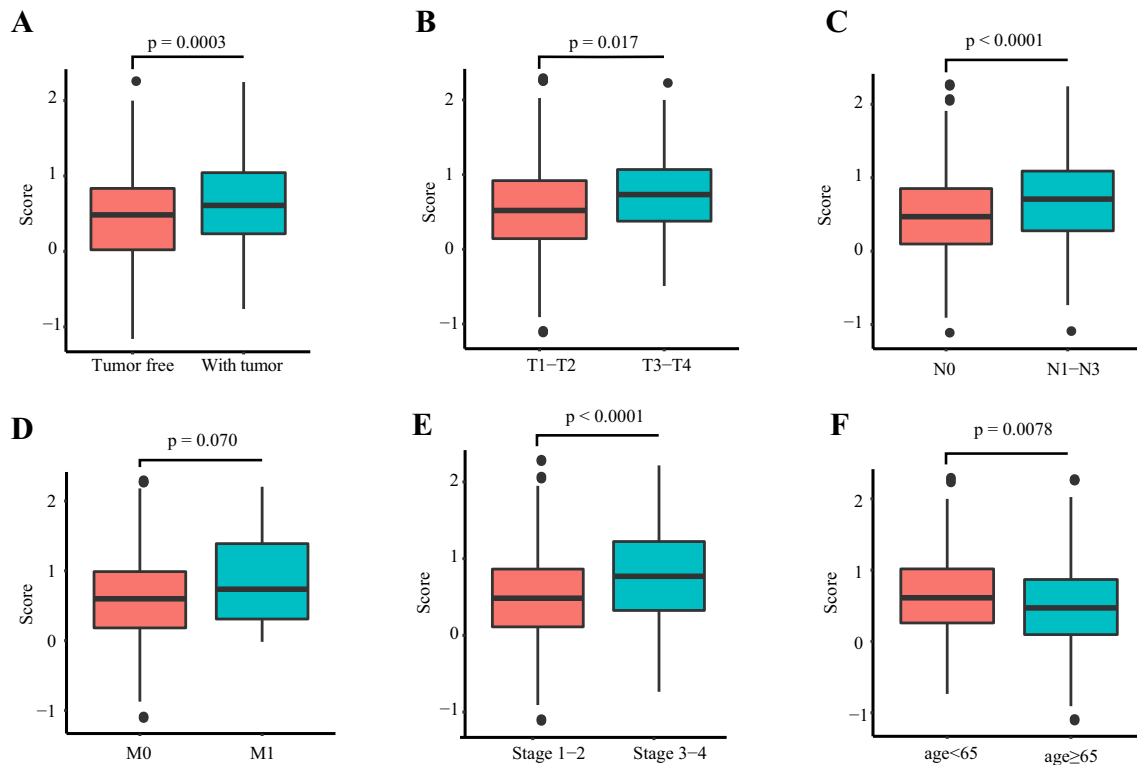 A
p = 0.0003
Score
2
1
0
−1
Tumor free
With tumor
B
p = 0.017
Score
2
1
0
−1
T1−T2
T3−T4
C
p < 0.0001
Score
2
1
0
−1
N0
N1−N3
D
p = 0.070
Score
2
1
0
−1
M0
M1
E
p < 0.0001
Score
2
1
0
−1
Stage 1−2
Stage 3−4
F
p = 0.0078
Score
2
1
0
−1
age<65
age≥65